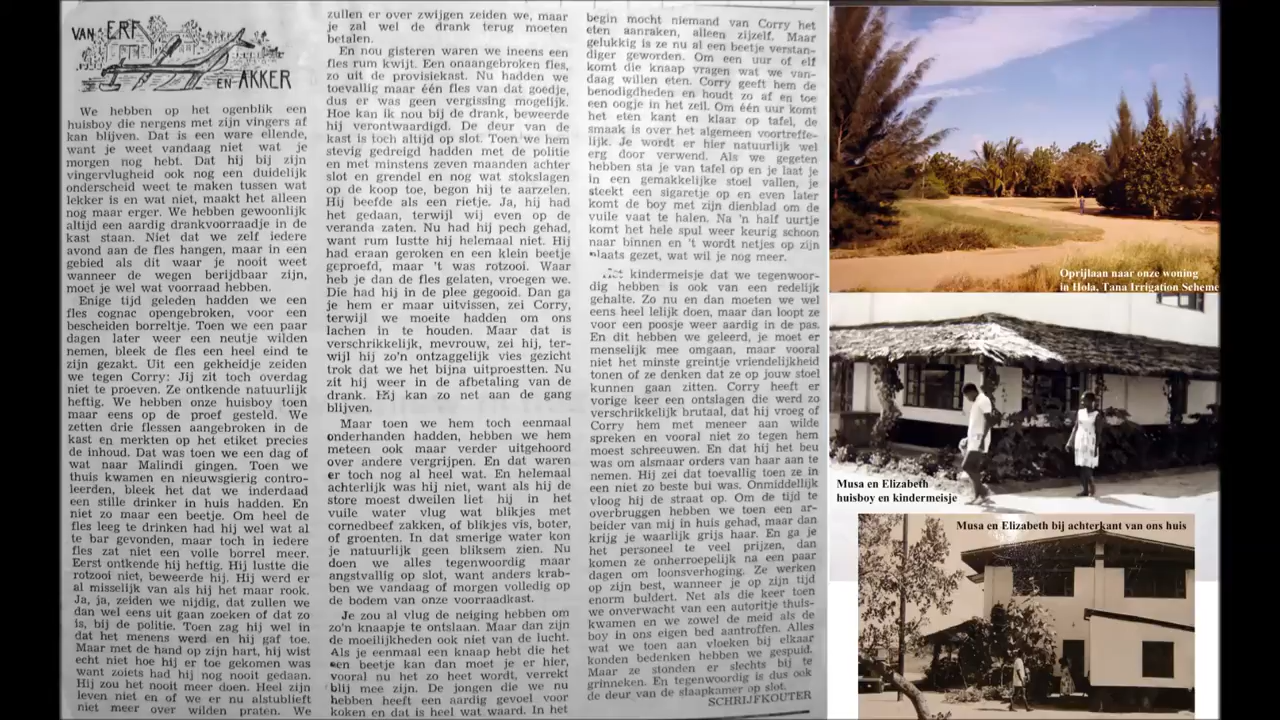 VAN ERF
EN AKKER
We hebben op het ogenblik een
huisboy die nergens met zijn vingers af
kan blijven. Dat is een ware ellende,
want je weet vandaag niet wat je
morgen nog hebt. Dat hij bij zijn
vingervlugheid ook nog een duidelijk
onderscheid weet te maken tussen wat
lekker is en wat niet, maakt het alleen
nog maar erger. We hebben gewoonlijk
altijd een aardig drankvoorraadje in de
kast staan. Niet dat we zelf iedere
avond aan de fles hangen, maar in een
gebied als dit waar je nooit weet
wanneer de wegen berijdbaar zijn,
moet je wel wat voorraad hebben.
Enige tijd geleden hadden we een
fles cognac opengebroken, voor een
bescheiden borreltje. Toen we een paar
dagen later weer een neutje wilden
nemen, bleek de fles een heel eind te
zijn gezakt. Uit een gekheidje zeiden
we tegen Corry: Jij zit toch overdag
niet te proeven. Ze ontkende natuurlijk
heftig. We hebben onze huisboy toen
maar eens op de proef gesteld. We
zetten drie flessen aangebroken in de
kast en merkten op het etiket precies
de inhoud. Dat was toen we een dag of
wat naar Malindi gingen. Toen we
thuis kwamen en nieuwsgierig contro-
leerden, bleek het dat we inderdaad
een stille drinker in huis hadden. En
niet zo maar een beetje. Om heel de
fles leeg te drinken had hij wel wat al
te bar gevonden, maar toch in iedere
fles zat niet een volle borrel meer.
Eerst ontkende hij heftig. Hij lustte die
rotzooi niet, beweerde hij. Hij werd er
al misselijk van als hij het maar rook.
Ja, ja, zeiden we nijdig, dat zullen we
dan wel eens uit gaan zoeken of dat zo
is, bij de politie. Toen zag hij wel in
dat het menens werd en hij gaf toe.
Maar met de hand op zijn hart, hij wist
echt niet hoe hij er toe gekomen was
want zoiets had hij nog nooit gedaan.
Hij zou het nooit meer doen. Heel zijn
leven niet en of we er nu alstublieft
niet meer over wilden praten. We
zullen er over zwijgen zeiden we, maar
je zal wel de drank terug moeten
betalen.
En nou gisteren waren we ineens een
fles rum kwijt. Een onaangebroken fles,
zo uit de provisiekast. Nu hadden we
toevallig maar één fles van dat goedje,
dus er was geen vergissing mogelijk.
Hoe kan ik nou bij de drank, beweerde
hij verontwaardigd. De deur van de
kast is toch altijd op slot. Toen we hem
stevig gedreigd hadden met de politie
en met minstens zeven maanden achter
slot en grendel en nog wat stokslagen
op de koop toe, begon hij te aarzelen.
Hij beefde als een rietje. Ja, hij had
het gedaan, terwijl wij even op de
veranda zaten. Nu had hij pech gehad,
want rum lustte hij helemaal niet. Hij
had eraan geroken en een klein beetje
geproefd, maar 't was rotzooi. Waar
heb je dan de fles gelaten, vroegen we.
Die had hij in de plee gegooid. Dan ga
je hem er maar uitvissen, zei Corry,
terwijl we moeite hadden om ons
lachen in te houden. Maar dat is
verschrikkelijk, mevrouw, zei hij, ter-
wijl hij zo'n ontzaggelijk vies gezicht
trok dat we het bijna uitproestten. Nu
zit hij weer in de afbetaling van de
drank. Hij kan zo net aan de gang
blijven.
Maar toen we hem toch eenmaal
onderhanden hadden, hebben we hem
meteen ook maar verder uitgehoord
over andere vergrijpen. En dat waren
er toch nog al heel wat. En helemaal
achterlijk was hij niet, want als hij de
store moest dweilen liet hij in het
vuile water vlug wat blikjes met
cornedbeef zakken, of blikjes vis, boter,
of groenten. In dat smerige water kon
je natuurlijk geen bliksem zien. Nu
doen we alles tegenwoordig maar
angstvallig op slot, want anders krab-
ben we vandaag of morgen volledig op
de bodem van onze voorraadkast.
Je zou al vlug de neiging hebben om
zo'n knaapje te ontslaan. Maar dan zijn
de moeilijkheden ook niet van de lucht.
Als je eenmaal een knaap hebt die het
een beetje kan dan moet je er hier,
vooral nu het zo heet wordt, verrekt
blij mee zijn. De jongen die we nu
hebben heeft een aardig gevoel voor
koken en dat is heel wat waard. In het
begin mocht niemand van Corry het
eten aanraken, alleen zijzelf. Maar
gelukkig is ze nu al een beetje verstan-
diger geworden. Om een uur of elf
komt die knaap vragen wat we van-
daag willen eten. Corry geeft hem de
benodigdheden en houdt zo af en toe
een oogje in het zeil. Om één uur komt
het eten kant en klaar op tafel, de
smaak is over het algemeen voortreffe-
lijk. Je wordt er hier natuurlijk wel
erg door verwend. Als we gegeten
hebben sta je van tafel op en je laat je
in een gemakkelijke stoel vallen, je
steekt een sigaretje op en even later
komt de boy met zijn dienblad om de
vuile vaat te halen. Na 'n half uurtje
komt het hele spul weer keurig schoon
naar binnen en 't wordt netjes op zijn
plaats gezet, wat wil je nog meer.
Het kindermeisje dat we tegenwoor-
dig hebben is ook van een redelijk
gehalte. Zo nu en dan moeten we wel
eens heel lelijk doen, maar dan loopt ze
voor een poosje weer aardig in de pas.
En dit hebben we geleerd, je moet er
menselijk mee omgaan, maar vooral
niet het minste greintje vriendelijkheid
tonen of ze denken dat ze op jouw stoel
kunnen gaan zitten. Corry heeft er
vorige keer een ontslagen die werd zo
verschrikkelijk brutaal, dat hij vroeg of
Corry hem met meneer aan wilde
spreken en vooral niet zo tegen hem
moest schreeuwen. En dat hij het beu
was om alsmaar orders van haar aan te
nemen. Hij zei dat toevallig toen ze in
een niet zo beste bui was. Onmiddellijk
vloog hij de straat op. Om de tijd te
overbruggen hebben we toen een ar-
beider van mij in huis gehad, maar dan
krijg je waarlijk grijs haar. En ga je
het personeel te veel prijzen, dan
komen ze onherroepelijk na een paar
dagen om loonsverhoging. Ze werken
op zijn best, wanneer je op zijn tijd
enorm buldert. Net als die keer toen
we onverwacht van een autoritje thuis-
kwamen en we zowel de meid als de
boy in ons eigen bed aantroffen. Alles
wat we toen aan vloeken bij elkaar
konden bedenken hebben we gespuid.
Maar ze stonden er slechts bij te
grinneken. En tegenwoordig is dus ook
de deur van de slaapkamer op slot.
SCHRIJFKOUTER
Oprijlaan naar onze woning
in Hola, Tana Irrigation Scheme
Musa en Elizabeth
huisboy en kindermeisje
Musa en Elizabeth bij achterkant van ons huis